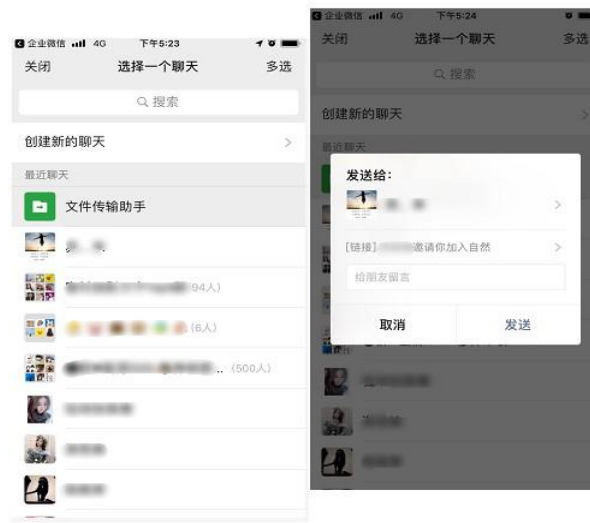 企业微信 4G 下午5:23
关闭 选择一个聊天 多选
搜索
创建新的聊天
最近聊天
文件传输助手
94人)
(6人)
.. (500人)
企业微信 4G 下午5:24
关闭 选择一个聊天 多选
搜索
创建新的聊天
最近聊天
发送给:
[链接] 邀请你加入自然
给朋友留言
取消 发送